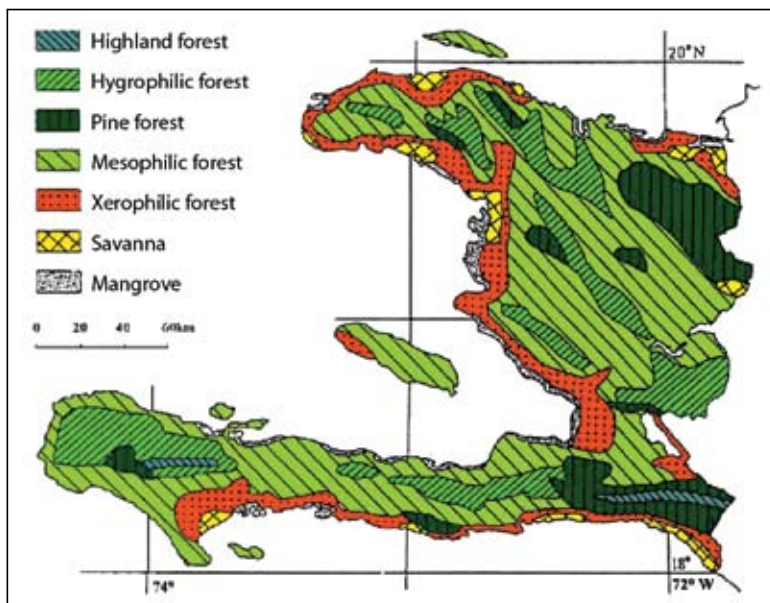 Highland forest
20° N
Hygrophilic forest
Pine forest
Mesophilic forest
Xerophilic forest
Savanna
Mangrove
0 20 40 60km
74°
18°
72° W